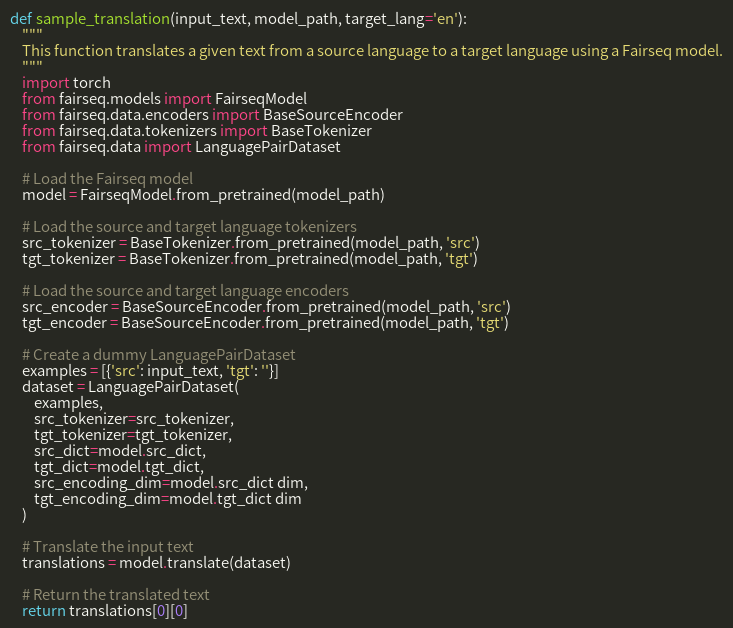 def sample_translation(input_text, model_path, target_lang='en'):
"""
This function translates a given text from a source language to a target language using a Fairseq model.
"""
import torch
from fairseq.models import FairseqModel
from fairseq.data.encoders import BaseSourceEncoder
from fairseq.data.tokenizers import BaseTokenizer
from fairseq.data import LanguagePairDataset
# Load the Fairseq model
model = FairseqModel.from_pretrained(model_path)
# Load the source and target language tokenizers
src_tokenizer = BaseTokenizer.from_pretrained(model_path, 'src')
tgt_tokenizer = BaseTokenizer.from_pretrained(model_path, 'tgt')
# Load the source and target language encoders
src_encoder = BaseSourceEncoder.from_pretrained(model_path, 'src')
tgt_encoder = BaseSourceEncoder.from_pretrained(model_path, 'tgt')
# Create a dummy LanguagePairDataset
examples = [{'src': input_text, 'tgt': ''}]
dataset = LanguagePairDataset(
examples,
src_tokenizer=src_tokenizer,
tgt_tokenizer=tgt_tokenizer,
src_dict=model.src_dict,
tgt_dict=model.tgt_dict,
src_encoding_dim=model.src_dict dim,
tgt_encoding_dim=model.tgt_dict dim
)
# Translate the input text
translations = model.translate(dataset)
# Return the translated text
return translations[0][0]